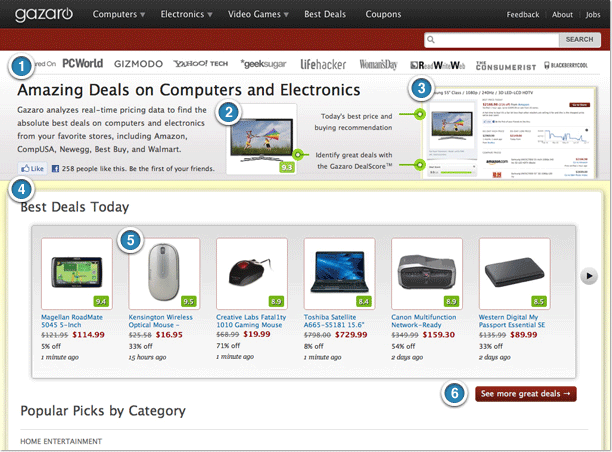 gazaro
Computers ▼ Electronics ▼ Video Games ▼ Best Deals Coupons
Feedback About Jobs
SEARCH
1
On PCWorld GIZMODO YAHOO! TECH *geeksugar lifehacker Woman'sDay ReadWriteWeb THE CONSUMERIST BLACKBERRYCOOL
Amazing Deals on Computers and Electronics
Gazaro analyzes real-time pricing data to find the
absolute best deals on computers and electronics
from your favorite stores, including Amazon,
CompUSA, Newegg, Best Buy, and Walmart.
Like 258 people like this. Be the first of your friends.
2
9.3
Today's best price and
buying recommendation
Identify great deals with
the Gazaro DealScore™
3
55" Class / 1080p / 240Hz / 3D LED-LCD HDTV
4
Best Deals Today
5
9.4
Magellan RoadMate
5045 5-Inch
$121.95 $114.99
5% off
1 minute ago
9.5
Kensington Wireless
Optical Mouse -
$25.58 $16.95
33% off
15 hours ago
8.9
Creative Labs Fatal1ty
1010 Gaming Mouse
$68.99 $19.99
71% off
1 minute ago
8.4
Toshiba Satellite
A665-S5181 15.6"
$798.00 $729.99
8% off
1 minute ago
8.9
Canon Multifunction
Network-Ready
$349.99 $159.30
54% off
2 days ago
8.5
Western Digital My
Passport Essential SE
$135.99 $89.99
33% off
2 days ago
6
See more great deals →
Popular Picks by Category
HOME ENTERTAINMENT